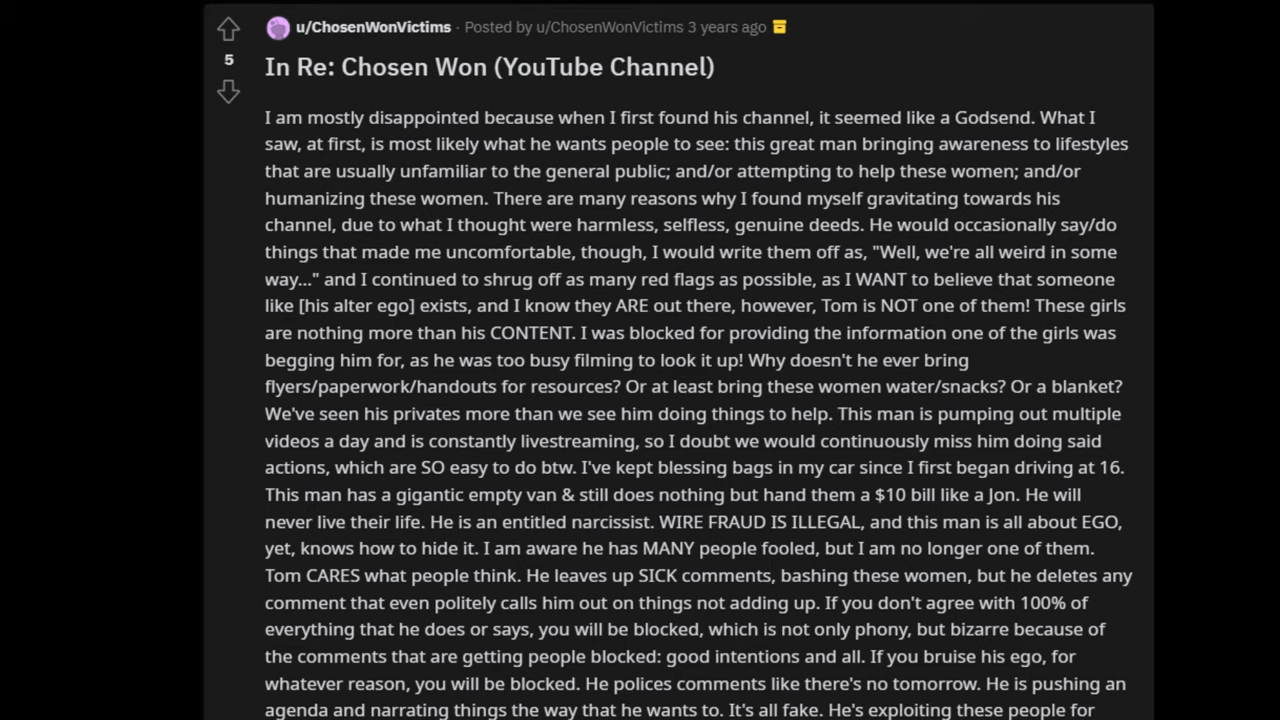 u/ChosenWonVictims · Posted by u/ChosenWonVictims 3 years ago
5
In Re: Chosen Won (YouTube Channel)
I am mostly disappointed because when I first found his channel, it seemed like a Godsend. What I
saw, at first, is most likely what he wants people to see: this great man bringing awareness to lifestyles
that are usually unfamiliar to the general public; and/or attempting to help these women; and/or
humanizing these women. There are many reasons why I found myself gravitating towards his
channel, due to what I thought were harmless, selfless, genuine deeds. He would occasionally say/do
things that made me uncomfortable, though, I would write them off as, "Well, we're all weird in some
way..." and I continued to shrug off as many red flags as possible, as I WANT to believe that someone
like [his alter ego] exists, and I know they ARE out there, however, Tom is NOT one of them! These girls
are nothing more than his CONTENT. I was blocked for providing the information one of the girls was
begging him for, as he was too busy filming to look it up! Why doesn't he ever bring
flyers/paperwork/handouts for resources? Or at least bring these women water/snacks? Or a blanket?
We've seen his privates more than we see him doing things to help. This man is pumping out multiple
videos a day and is constantly livestreaming, so I doubt we would continuously miss him doing said
actions, which are SO easy to do btw. I've kept blessing bags in my car since I first began driving at 16.
This man has a gigantic empty van & still does nothing but hand them a $10 bill like a Jon. He will
never live their life. He is an entitled narcissist. WIRE FRAUD IS ILLEGAL, and this man is all about EGO,
yet, knows how to hide it. I am aware he has MANY people fooled, but I am no longer one of them.
Tom CARES what people think. He leaves up SICK comments, bashing these women, but he deletes any
comment that even politely calls him out on things not adding up. If you don't agree with 100% of
everything that he does or says, you will be blocked, which is not only phony, but bizarre because of
the comments that are getting people blocked: good intentions and all. If you bruise his ego, for
whatever reason, you will be blocked. He polices comments like there's no tomorrow. He is pushing an
agenda and narrating things the way that he wants to. It's all fake. He's exploiting these people for